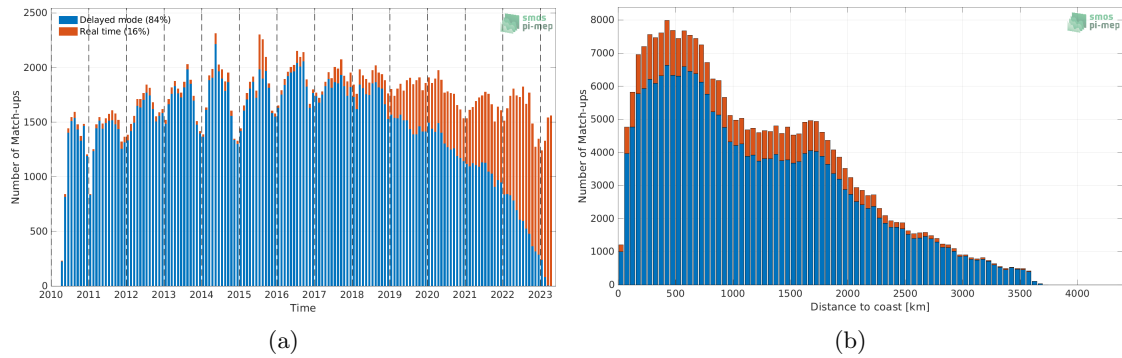 Delayed mode (84%)
Real time (16%)
smos
pi-mep
Number of Match-ups
2500
2000
1500
1000
500
0
2010 2011 2012 2013 2014 2015 2016 2017 2018 2019 2020 2021 2022 2023
Time
(a)
smos
pi-mep
Number of Match-ups
8000
7000
6000
5000
4000
3000
2000
1000
0
0 500 1000 1500 2000 2500 3000 3500 4000
Distance to coast [km]
(b)